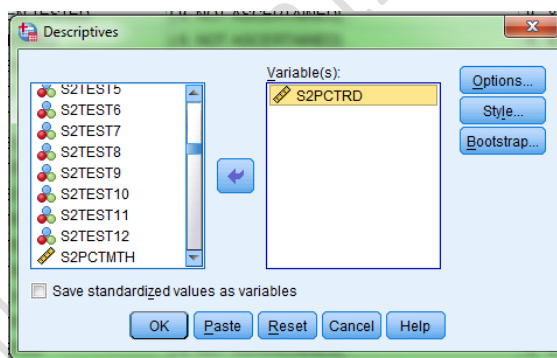 Descriptives
Variable(s):
S2TEST5
S2TEST6
S2TEST7
S2TEST8
S2TEST9
S2TEST10
S2TEST11
S2TEST12
S2PCTMTH
S2PCTRD
Options...
Style...
Bootstrap...
Save standardized values as variables
OK Paste Reset Cancel Help